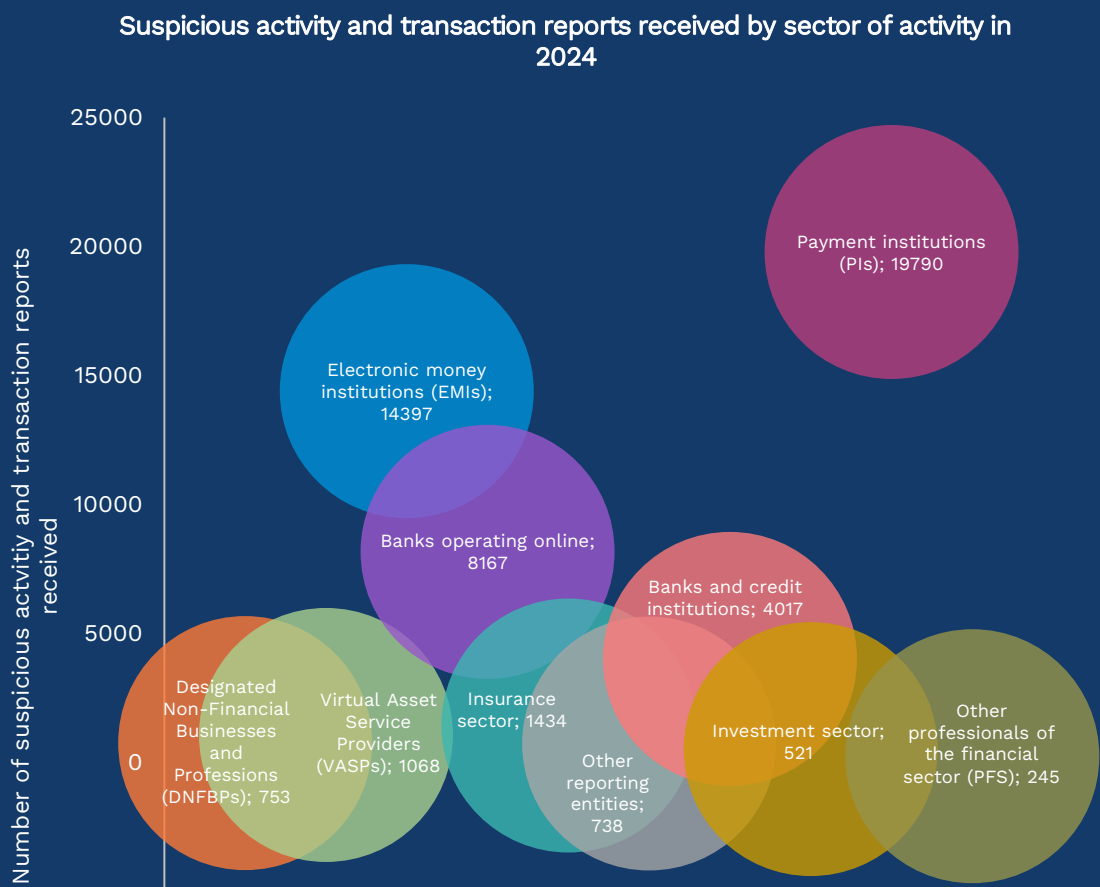 Suspicious activity and transaction reports received by sector of activity in
2024
Number of suspicious actvitiy and transaction reports
received
25000
20000
15000
10000
5000
0
Payment institutions
(PIs); 19790
Electronic money
institutions (EMIs);
14397
Banks operating online;
8167
Banks and credit
institutions; 4017
Designated
Non-Financial
Businesses
and
Professions
(DNFBPs); 753
Virtual Asset
Service
Providers
(VASPs); 1068
Insurance
sector; 1434
Other
reporting
entities;
738
Investment sector;
521
Other
professionals of
the financial
sector (PFS); 245